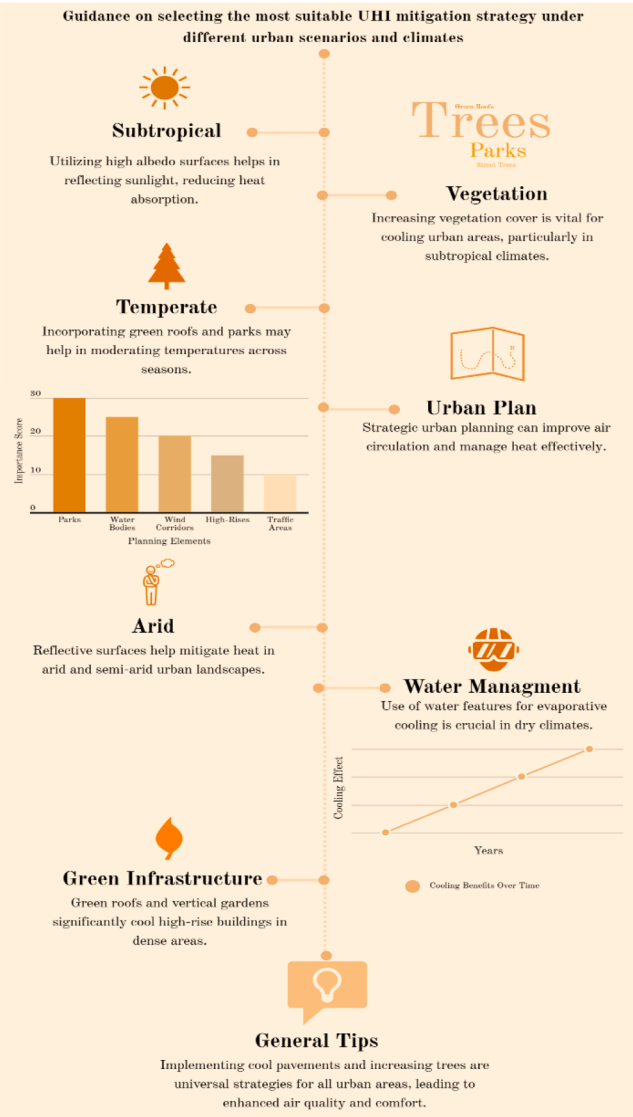 Guidance on selecting the most suitable UHI mitigation strategy under
different urban scenarios and climates
Subtropical
Utilizing high albedo surfaces helps in
reflecting sunlight, reducing heat
absorption.
Green Roofs
Trees
Parks
Street Trees
Vegetation
Increasing vegetation cover is vital for
cooling urban areas, particularly in
subtropical climates.
Temperate
Incorporating green roofs and parks may
help in moderating temperatures across
seasons.
Urban Plan
Strategic urban planning can improve air
circulation and manage heat effectively.
30
20
10
0
Importance Score
Parks
Water
Bodies
Wind
Corridors
High-Rises
Traffic
Areas
Planning Elements
Arid
Reflective surfaces help mitigate heat in
arid and semi-arid urban landscapes.
Water Managment
Use of water features for evaporative
cooling is crucial in dry climates.
Cooling Effect
Years
Cooling Benefits Over Time
Green Infrastructure
Green roofs and vertical gardens
significantly cool high-rise buildings in
dense areas.
General Tips
Implementing cool pavements and increasing trees are
universal strategies for all urban areas, leading to
enhanced air quality and comfort.